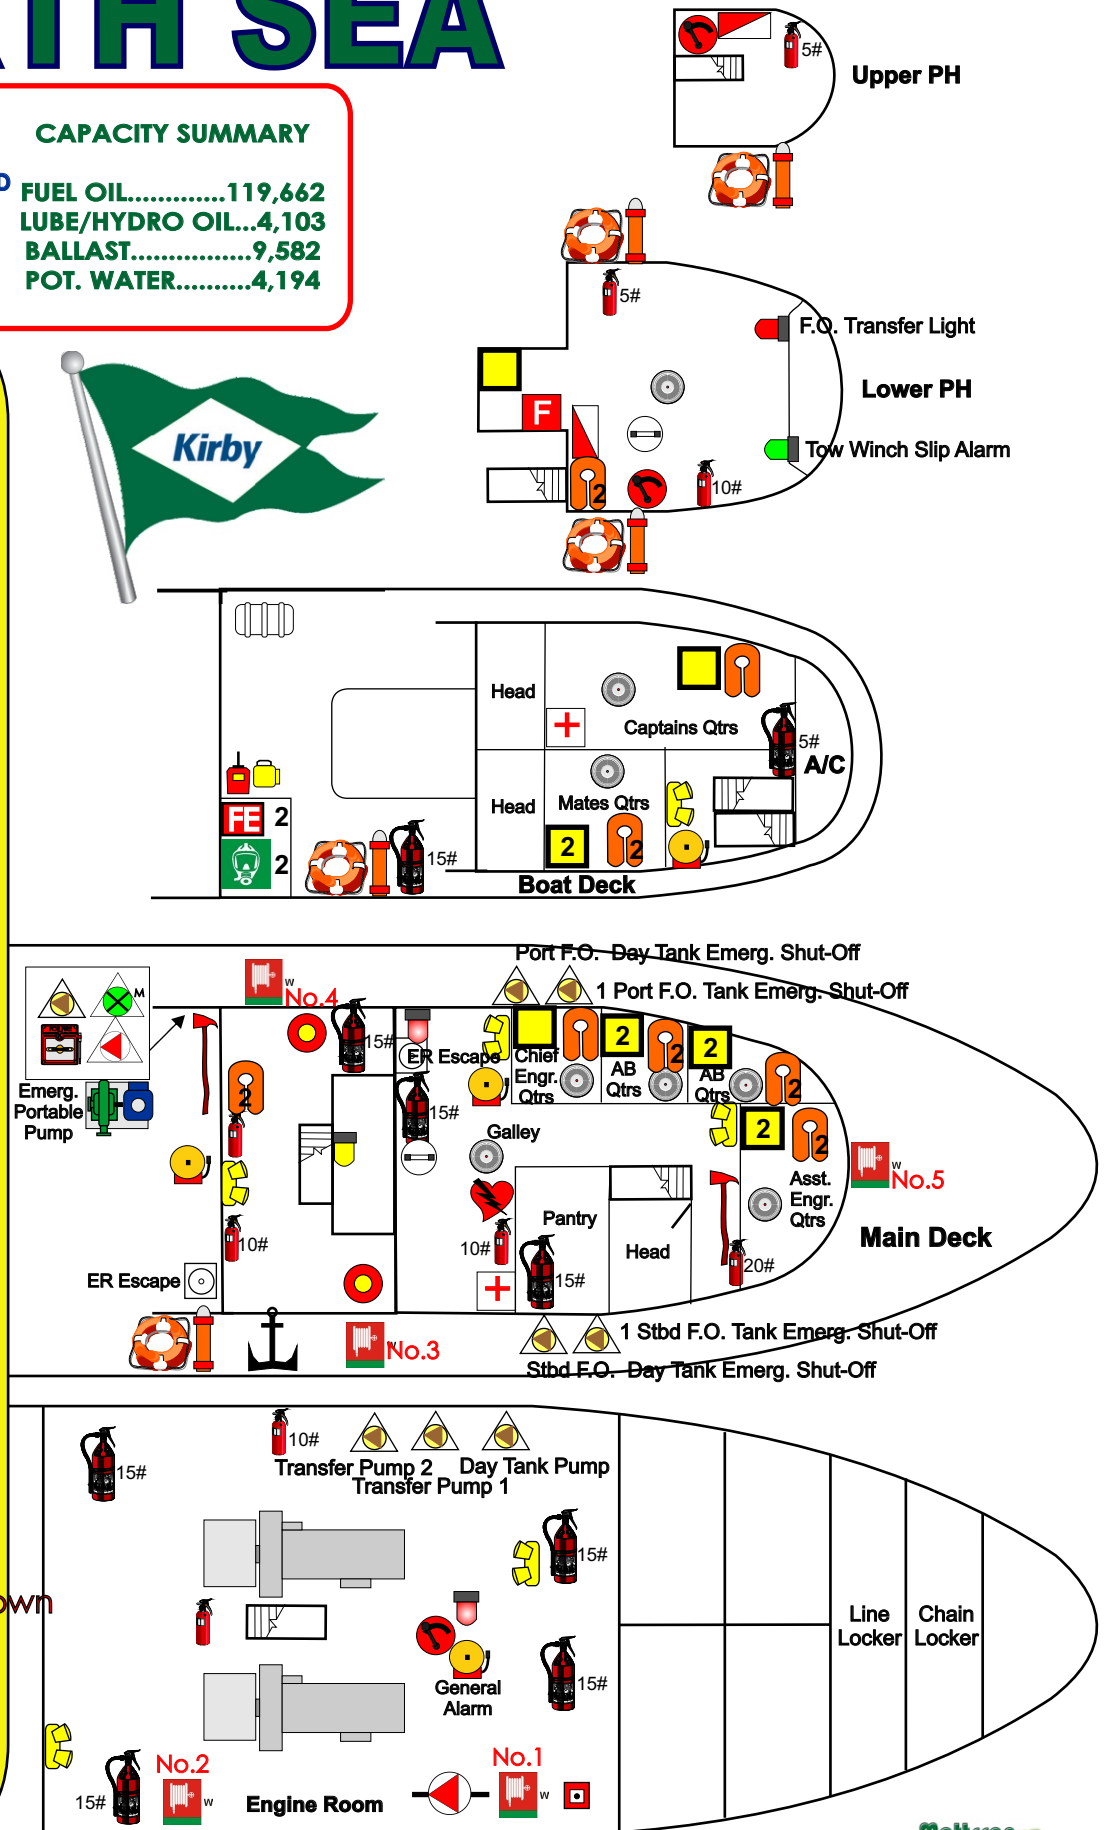 TH SEA
CAPACITY SUMMARY
D
FUEL OIL.............119,662
LUBE/HYDRO OIL...4,103
BALLAST.................9,582
POT. WATER...........4,194
Kirby
5#
Upper PH
5#
F.O. Transfer Light
Lower PH
F
Tow Winch Slip Alarm
2
10#
Head
Captains Qtrs
5#
A/C
Head
Mates Qtrs
FE 2
2
2
2
15#
Boat Deck
Port F.O. Day Tank Emerg. Shut-Off
1 Port F.O. Tank Emerg. Shut-Off
W
No.4
M
15#
ER Escape
Chief
Engr.
Qtrs
2
AB
Qtrs
2
2
AB
Qtrs
2
Emerg.
Portable
Pump
2
15#
Galley
2
2
W
No.5
Asst.
Engr.
Qtrs
Pantry
Head
Main Deck
10#
10#
15#
20#
ER Escape
W
No.3
1 Stbd F.O. Tank Emerg. Shut-Off
Stbd F.O. Day Tank Emerg. Shut-Off
10#
15#
Transfer Pump 2
Day Tank Pump
Transfer Pump 1
15#
own
Line
Locker
Chain
Locker
15#
General
Alarm
No.2
No.1
15#
W
W
Engine Room